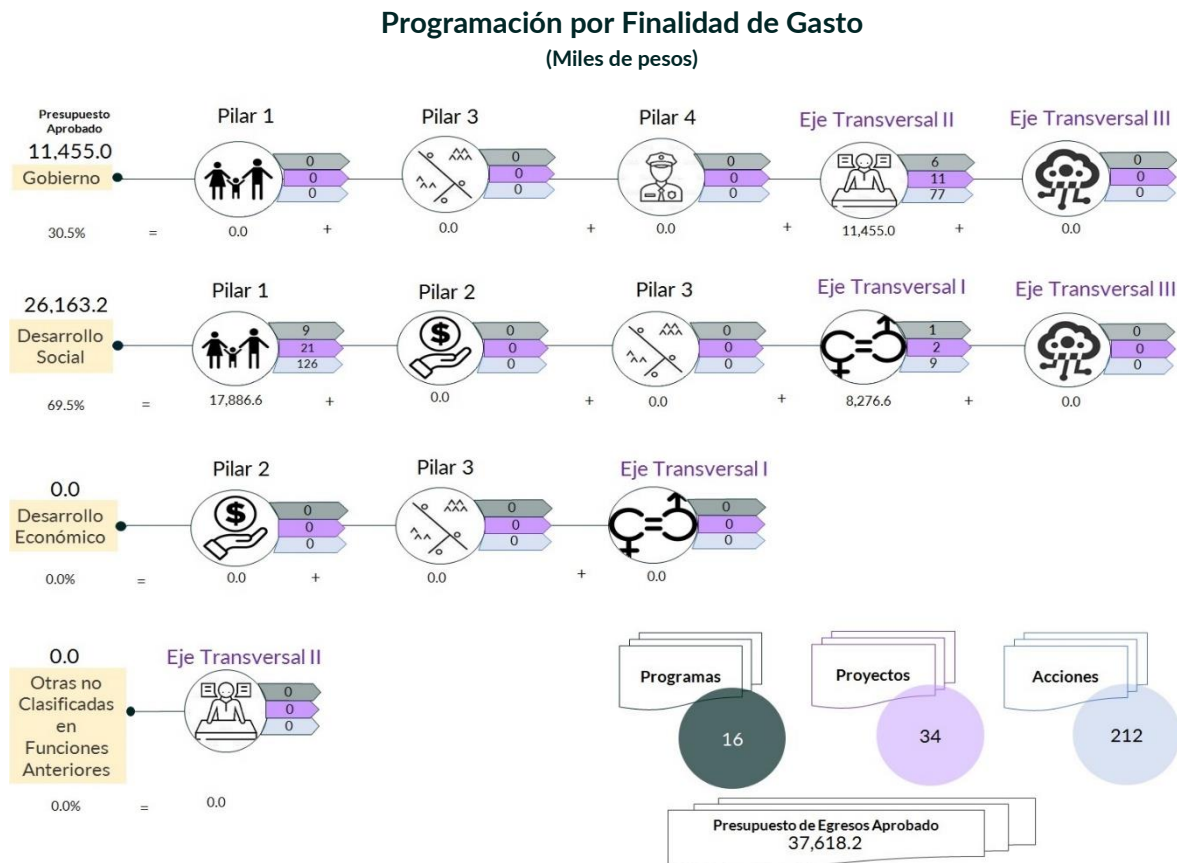 Programación por Finalidad de Gasto
(Miles de pesos)
Presupuesto
Aprobado
11,455.0
Gobierno
30.5%
=
Pilar 1
0
0
0
0.0
+
Pilar 3
0
0
0
0.0
+
Pilar 4
0
0
0
0.0
+
Eje Transversal II
6
11
77
11,455.0
+
Eje Transversal III
0
0
0
0.0
26,163.2
Desarrollo
Social
69.5%
=
Pilar 1
9
21
126
17,886.6
+
Pilar 2
$
0
0
0
0.0
+
Pilar 3
0
0
0
0.0
+
Eje Transversal I
1
2
9
8,276.6
+
Eje Transversal III
0
0
0
0.0
0.0
Desarrollo
Económico
0.0%
=
Pilar 2
$
0
0
0
0.0
+
Pilar 3
0
0
0
0.0
+
Eje Transversal I
0
0
0
0.0
0.0
Otras no
Clasificadas
en
Funciones
Anteriores
0.0%
=
Eje Transversal II
0
0
0
0.0
Programas
16
Proyectos
34
Acciones
212
Presupuesto de Egresos Aprobado
37,618.2